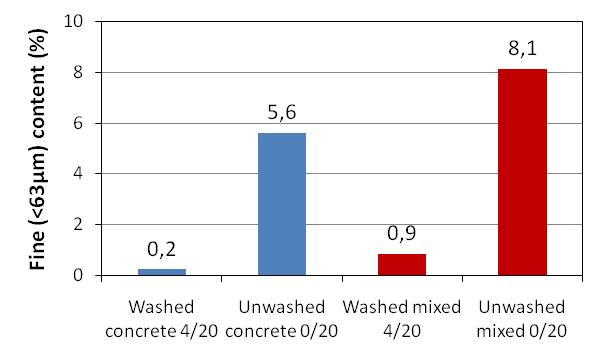 Fine (<63µm) content (%)
10
8
6
4
2
0
0,2
5,6
0,9
8,1
Washed
concrete 4/20
Unwashed
concrete 0/20
Washed mixed
4/20
Unwashed
mixed 0/20